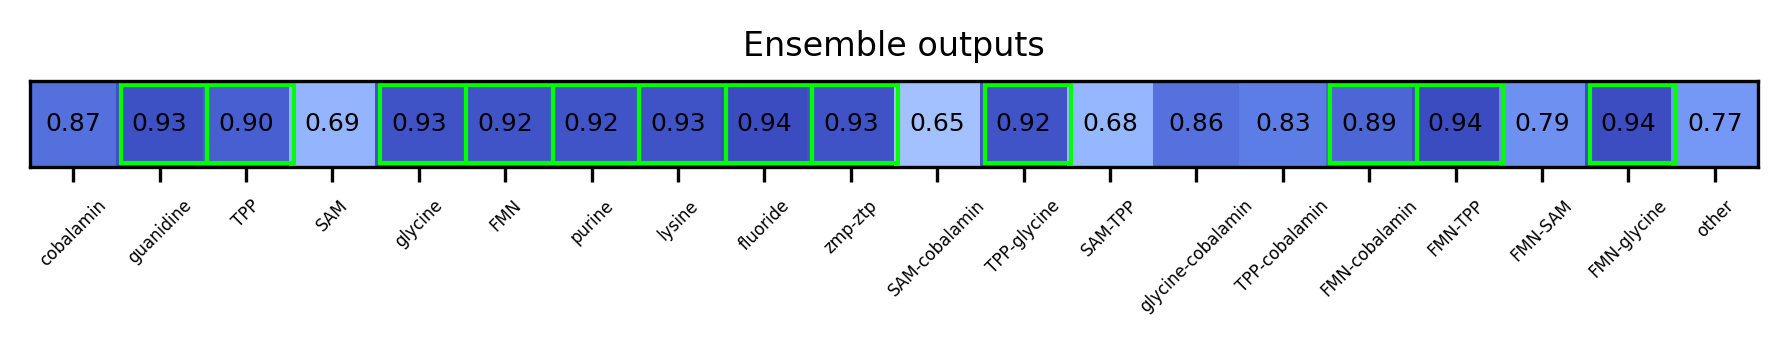 Ensemble outputs
0.87 0.93 0.90 0.69 0.93 0.92 0.92 0.93 0.94 0.93 0.65 0.92 0.68 0.86 0.83 0.89 0.94 0.79 0.94 0.77
cobalamin guanidine TPP SAM glycine FMN purine lysine fluoride zmp-ztp SAM-cobalamin TPP-glycine SAM-TPP glycine-cobalamin TPP-cobalamin FMN-cobalamin FMN-TPP FMN-SAM FMN-glycine other